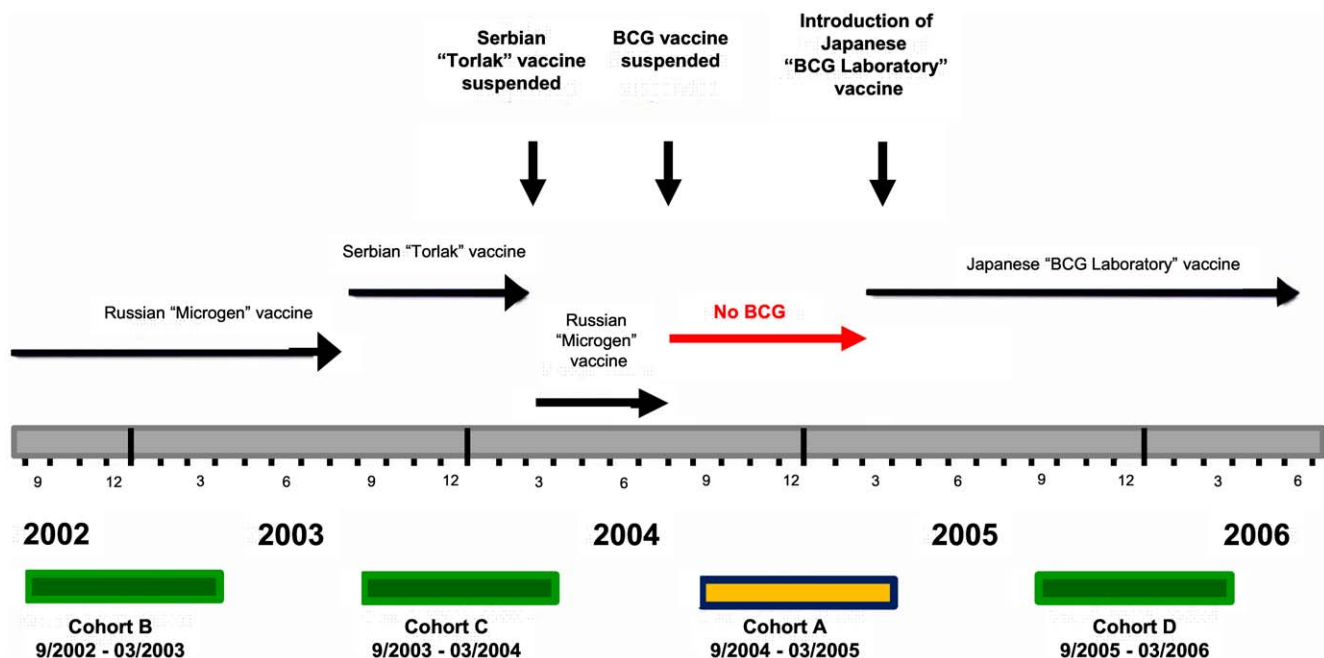 Serbian
“Torlak” vaccine
suspended
BCG vaccine
suspended
Introduction of
Japanese
“BCG Laboratory”
vaccine
Serbian “Torlak” vaccine
Japanese “BCG Laboratory” vaccine
Russian “Microgen” vaccine
No BCG
Russian
“Microgen”
vaccine
9 12 3 6 9 12 3 6 9 12 3 6 9 12 3 6
2002 2003 2004 2005 2006
Cohort B
9/2002 - 03/2003
Cohort C
9/2003 - 03/2004
Cohort A
9/2004 - 03/2005
Cohort D
9/2005 - 03/2006